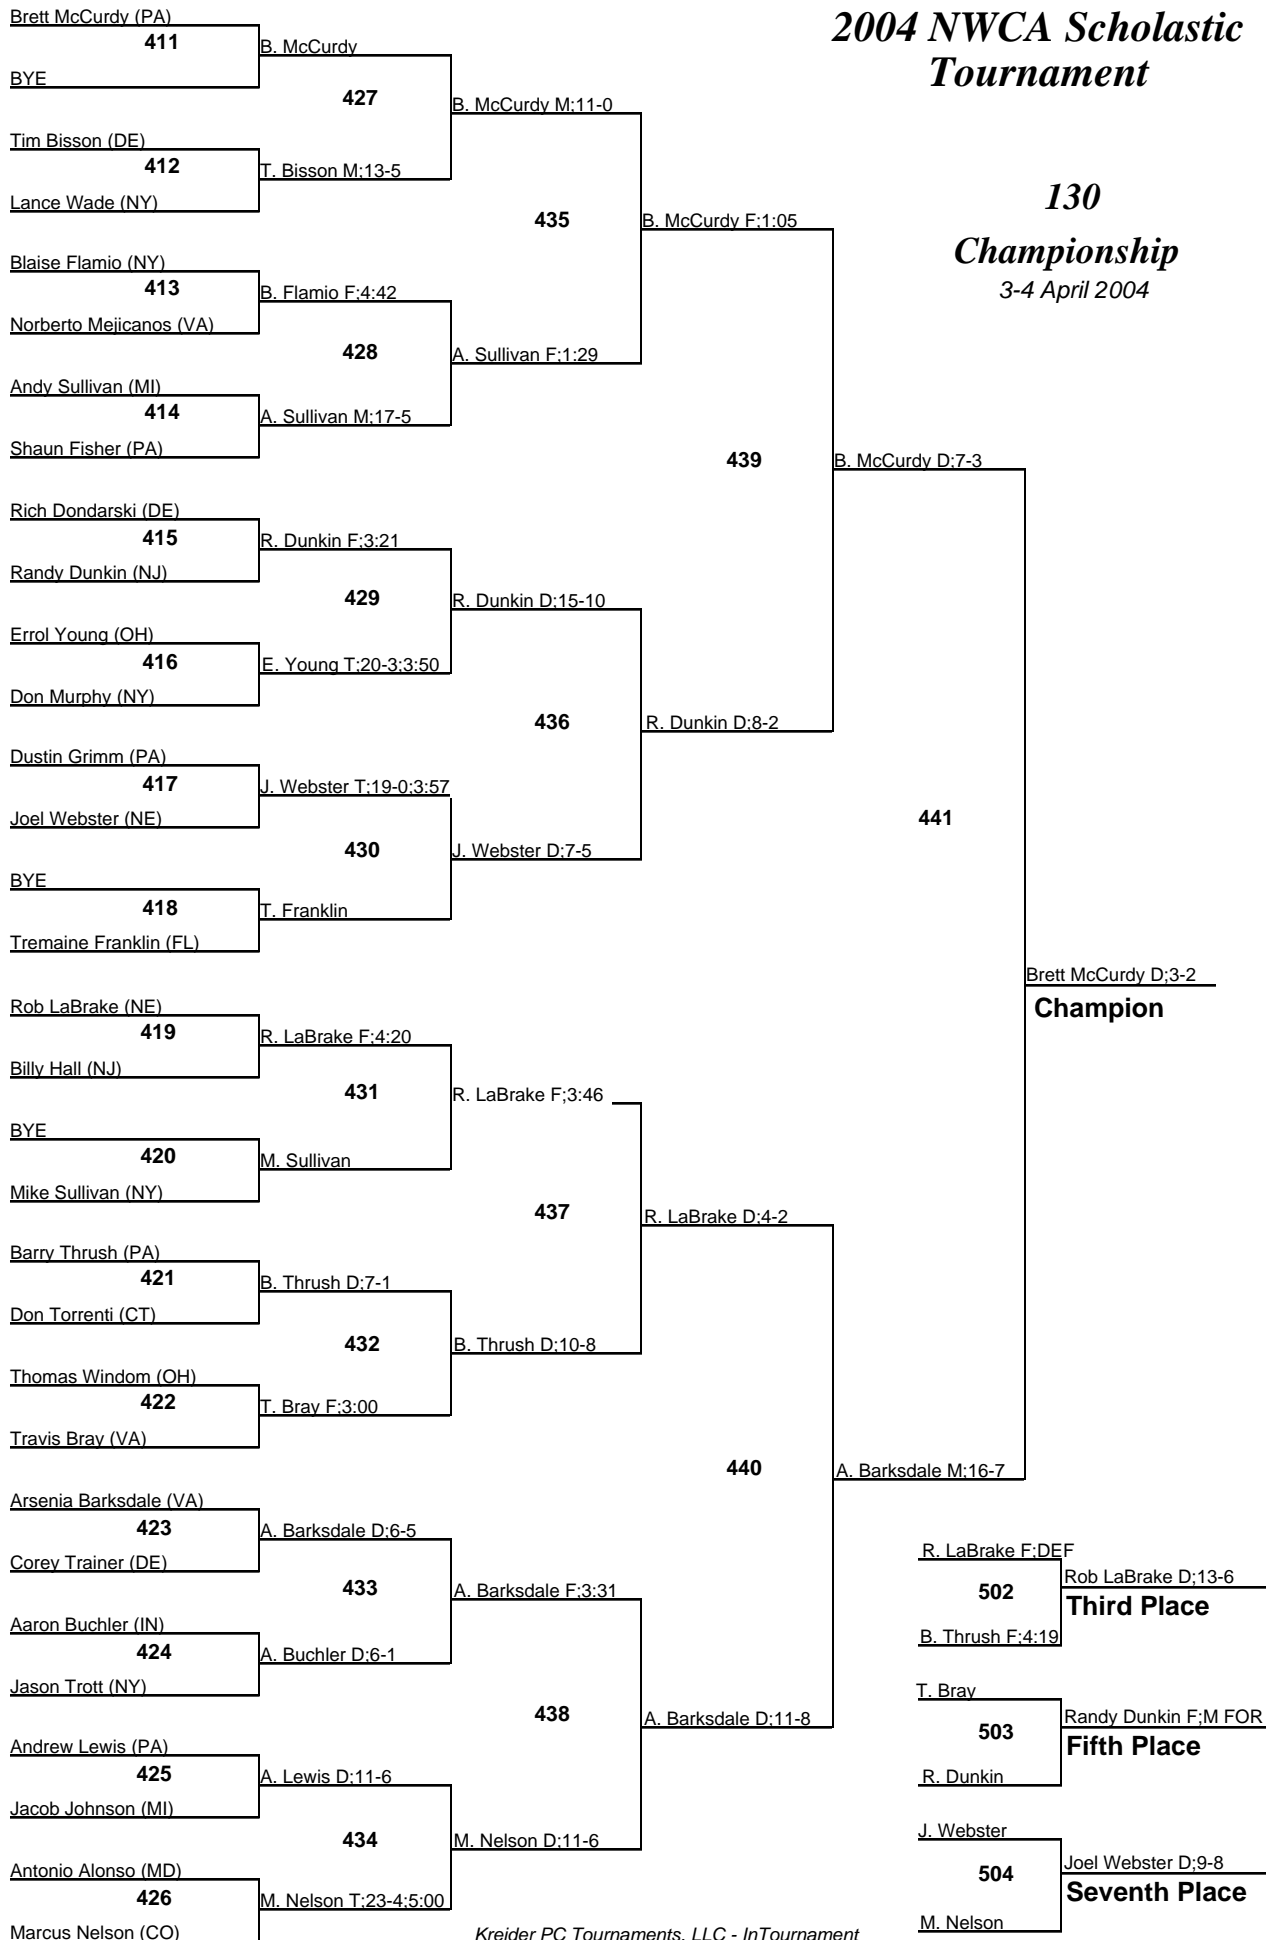 2004 NWCA Scholastic
Tournament
130
Championship
3-4 April 2004
Brett McCurdy (PA)
411
BYE
Tim Bisson (DE)
412
Lance Wade (NY)
Blaise Flamio (NY)
413
Norberto Mejicanos (VA)
Andy Sullivan (MI)
414
Shaun Fisher (PA)
Rich Dondarski (DE)
415
Randy Dunkin (NJ)
Errol Young (OH)
416
Don Murphy (NY)
Dustin Grimm (PA)
417
Joel Webster (NE)
BYE
418
Tremaine Franklin (FL)
Rob LaBrake (NE)
419
Billy Hall (NJ)
BYE
420
Mike Sullivan (NY)
Barry Thrush (PA)
421
Don Torrenti (CT)
Thomas Windom (OH)
422
Travis Bray (VA)
Arsenia Barksdale (VA)
423
Corey Trainer (DE)
Aaron Buchler (IN)
424
Jason Trott (NY)
Andrew Lewis (PA)
425
Jacob Johnson (MI)
Antonio Alonso (MD)
426
Marcus Nelson (CO)
B. McCurdy
427
T. Bisson M;13-5
B. Flamio F;4:42
428
A. Sullivan M;17-5
R. Dunkin F;3:21
429
E. Young T;20-3;3:50
J. Webster T;19-0;3:57
430
T. Franklin
R. LaBrake F;4:20
431
M. Sullivan
B. Thrush D;7-1
432
T. Bray F;3:00
A. Barksdale D;6-5
433
A. Buchler D;6-1
A. Lewis D;11-6
434
M. Nelson T;23-4;5:00
B. McCurdy M;11-0
435
A. Sullivan F;1:29
R. Dunkin D;15-10
436
J. Webster D;7-5
R. LaBrake F;3:46
437
B. Thrush D;10-8
A. Barksdale F;3:31
438
M. Nelson D;11-6
B. McCurdy F;1:05
439
R. Dunkin D;8-2
R. LaBrake D;4-2
440
A. Barksdale D;11-8
B. McCurdy D;7-3
441
A. Barksdale M;16-7
Brett McCurdy D;3-2
Champion
R. LaBrake F;DEF
502
B. Thrush F;4:19
Rob LaBrake D;13-6
Third Place
T. Bray
503
R. Dunkin
Randy Dunkin F;M FOR
Fifth Place
J. Webster
504
M. Nelson
Joel Webster D;9-8
Seventh Place
Kreider PC Tournaments, LLC - InTournament